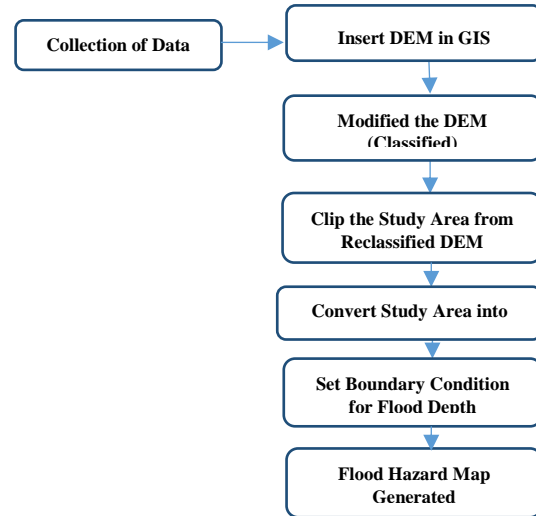 Collection of Data
Insert DEM in GIS
Modified the DEM
(Classified)
Clip the Study Area from
Reclassified DEM
Convert Study Area into
Set Boundary Condition
for Flood Depth
Flood Hazard Map
Generated